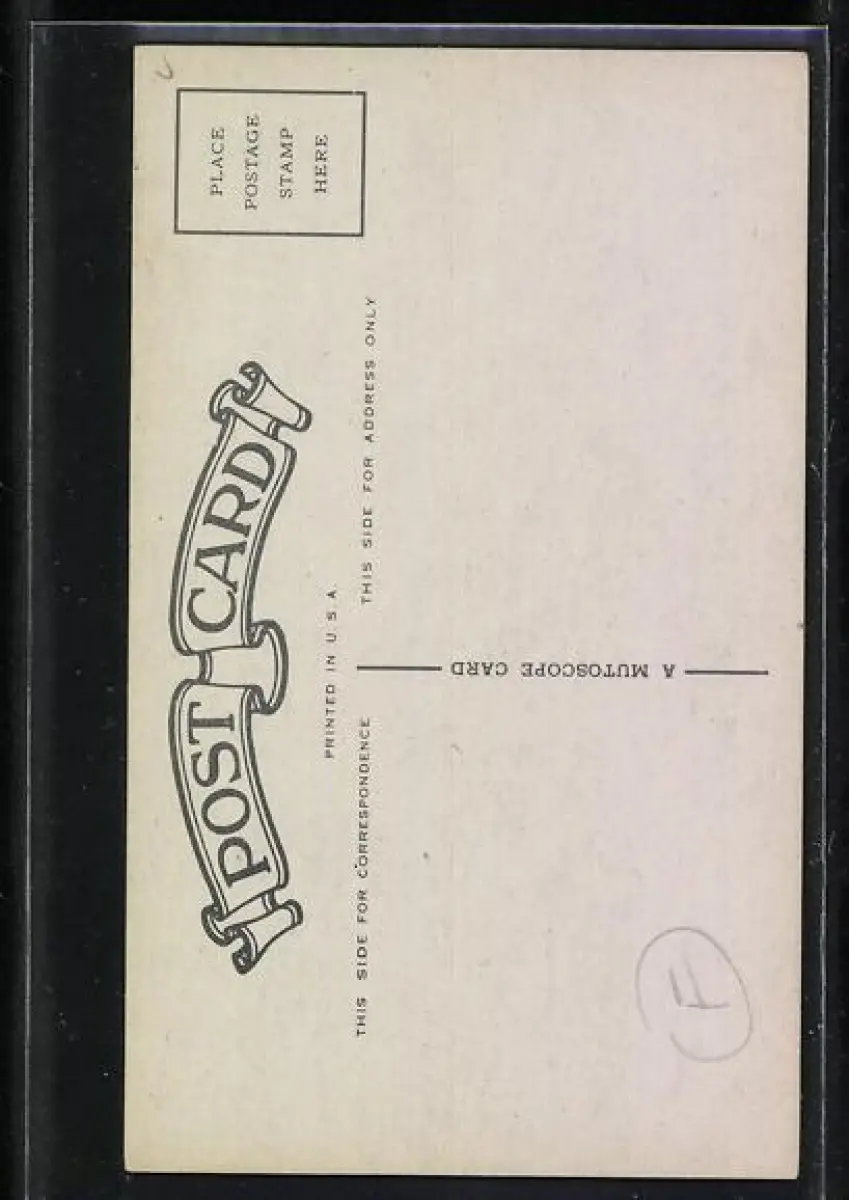 PLACE
POSTAGE
STAMP
HERE
POST CARD
PRINTED IN U.S.A.
THIS SIDE FOR CORRESPONDENCE
THIS SIDE FOR ADDRESS ONLY
A MUTOSCOPE CARD
F